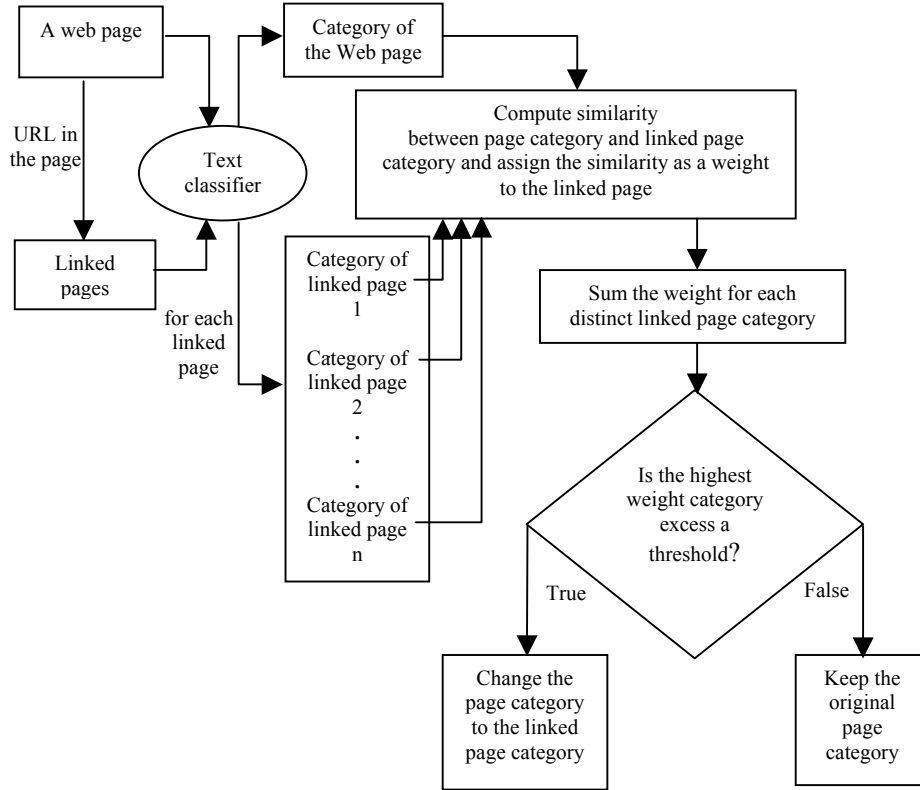 A web page
Category of
the Web page
URL in
the page
Text
classifier
Compute similarity
between page category and linked page
category and assign the similarity as a weight
to the linked page
Linked
pages
for each
linked
page
Category of
linked page
1
Category of
linked page
2
.
.
.
Category of
linked page
n
Sum the weight for each
distinct linked page category
Is the highest
weight category
excess a
threshold?
True
False
Change the
page category
to the linked
page category
Keep the
original
page
category